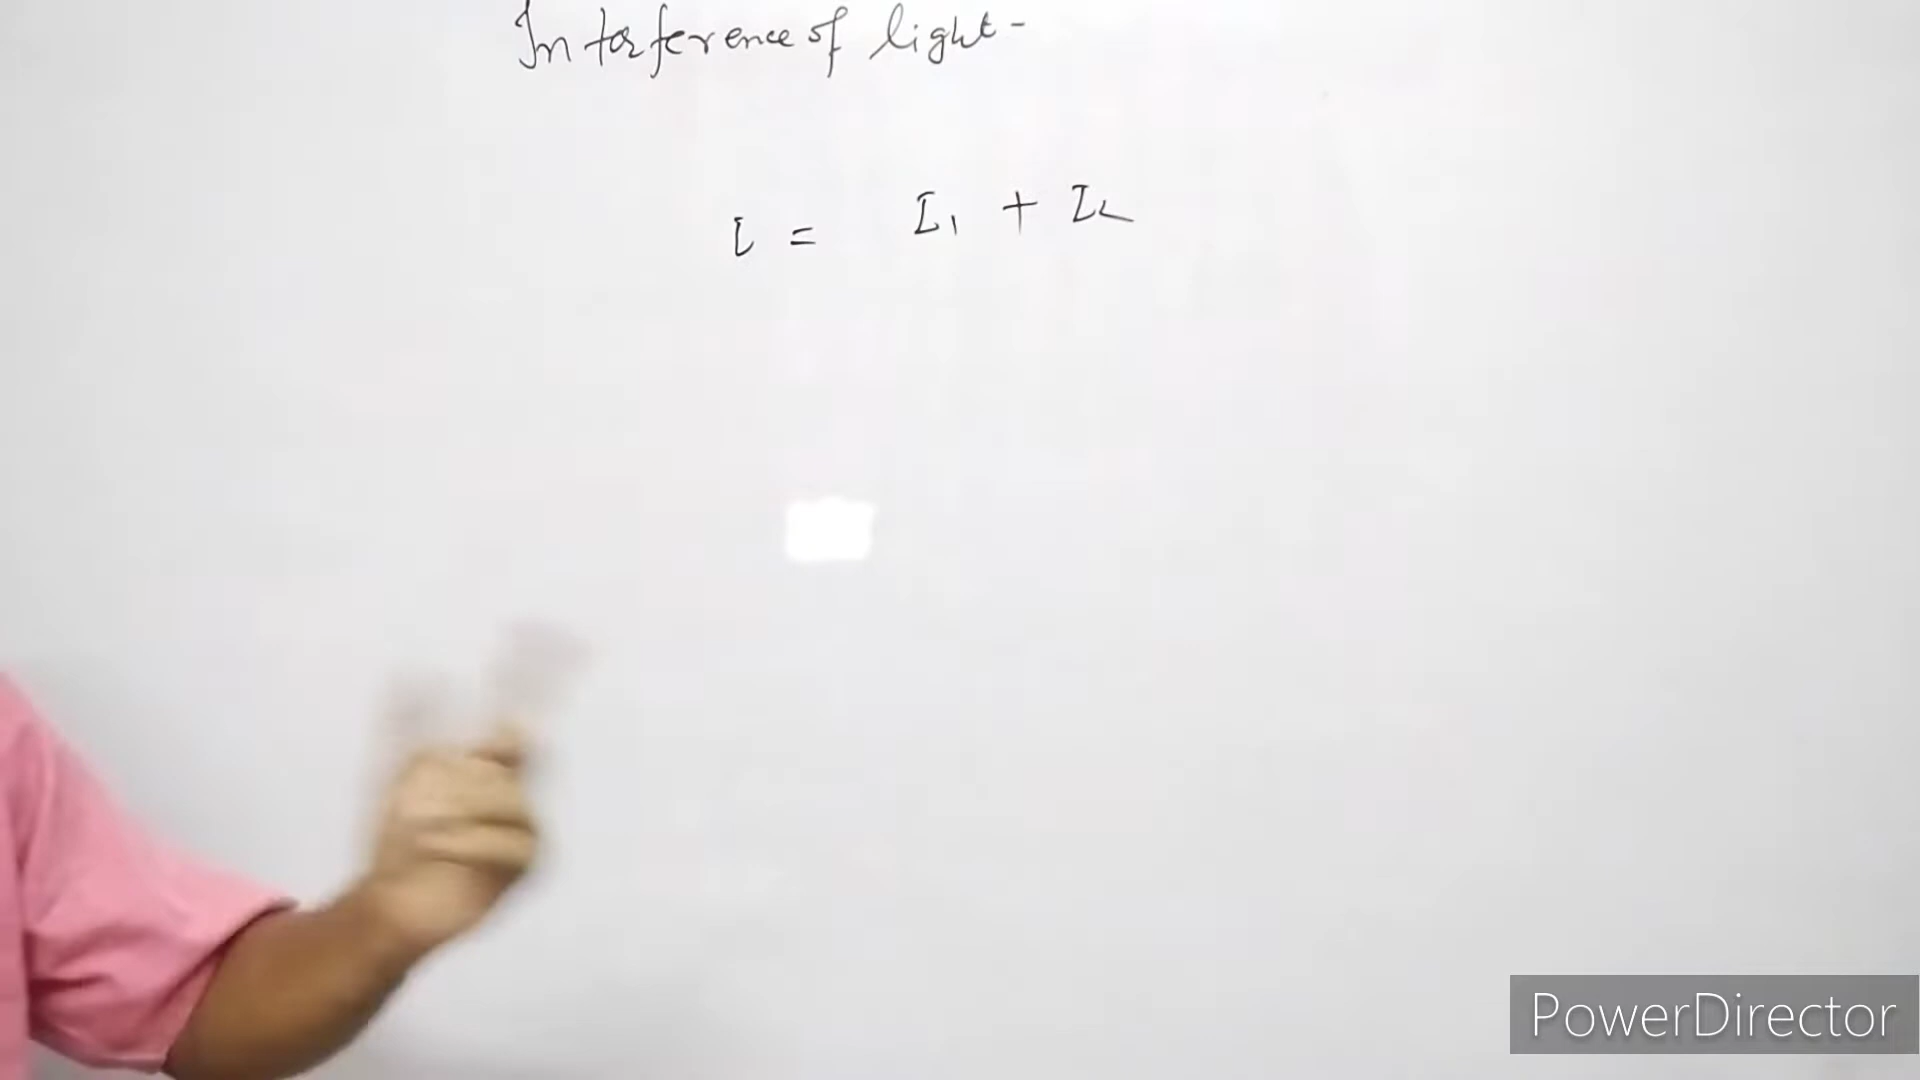 Interference of light -
I = I₁ + I₂
PowerDirector